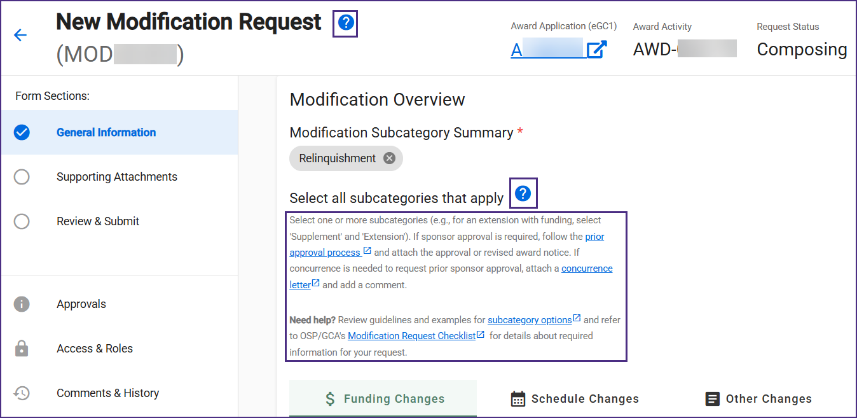 New Modification Request ?
(MOD )
Award Application (eGC1)
A
Award Activity
AWD-
Request Status
Composing
Form Sections:
General Information
Supporting Attachments
Review & Submit
Approvals
Access & Roles
Comments & History
Modification Overview
Modification Subcategory Summary *
Relinquishment
Select all subcategories that apply ?
Select one or more subcategories (e.g., for an extension with funding, select
'Supplement' and 'Extension'). If sponsor approval is required, follow the prior
approval process and attach the approval or revised award notice. If
concurrence is needed to request prior sponsor approval, attach a concurrence
letter and add a comment.
Need help? Review guidelines and examples for subcategory options and refer
to OSP/GCA's Modification Request Checklist for details about required
information for your request.
$ Funding Changes
Schedule Changes
Other Changes